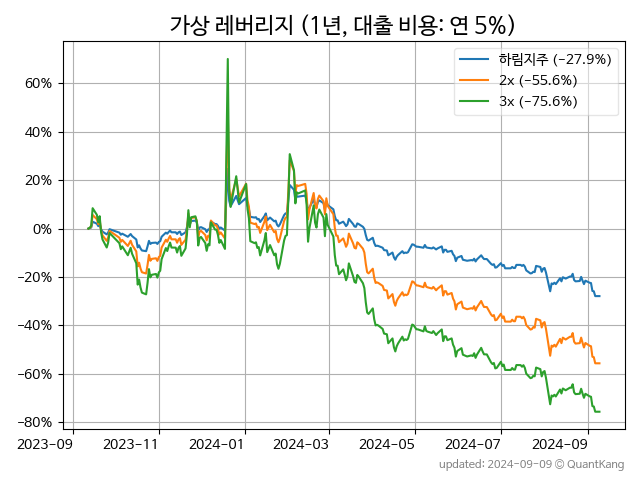 가상 레버리지 (1년, 대출 비용: 연 5%)
하림지주 (-27.9%)
2x (-55.6%)
3x (-75.6%)
60%
40%
20%
0%
−20%
−40%
−60%
−80%
2023-09 2023-11 2024-01 2024-03 2024-05 2024-07 2024-09
updated: 2024-09-09 © QuantKang